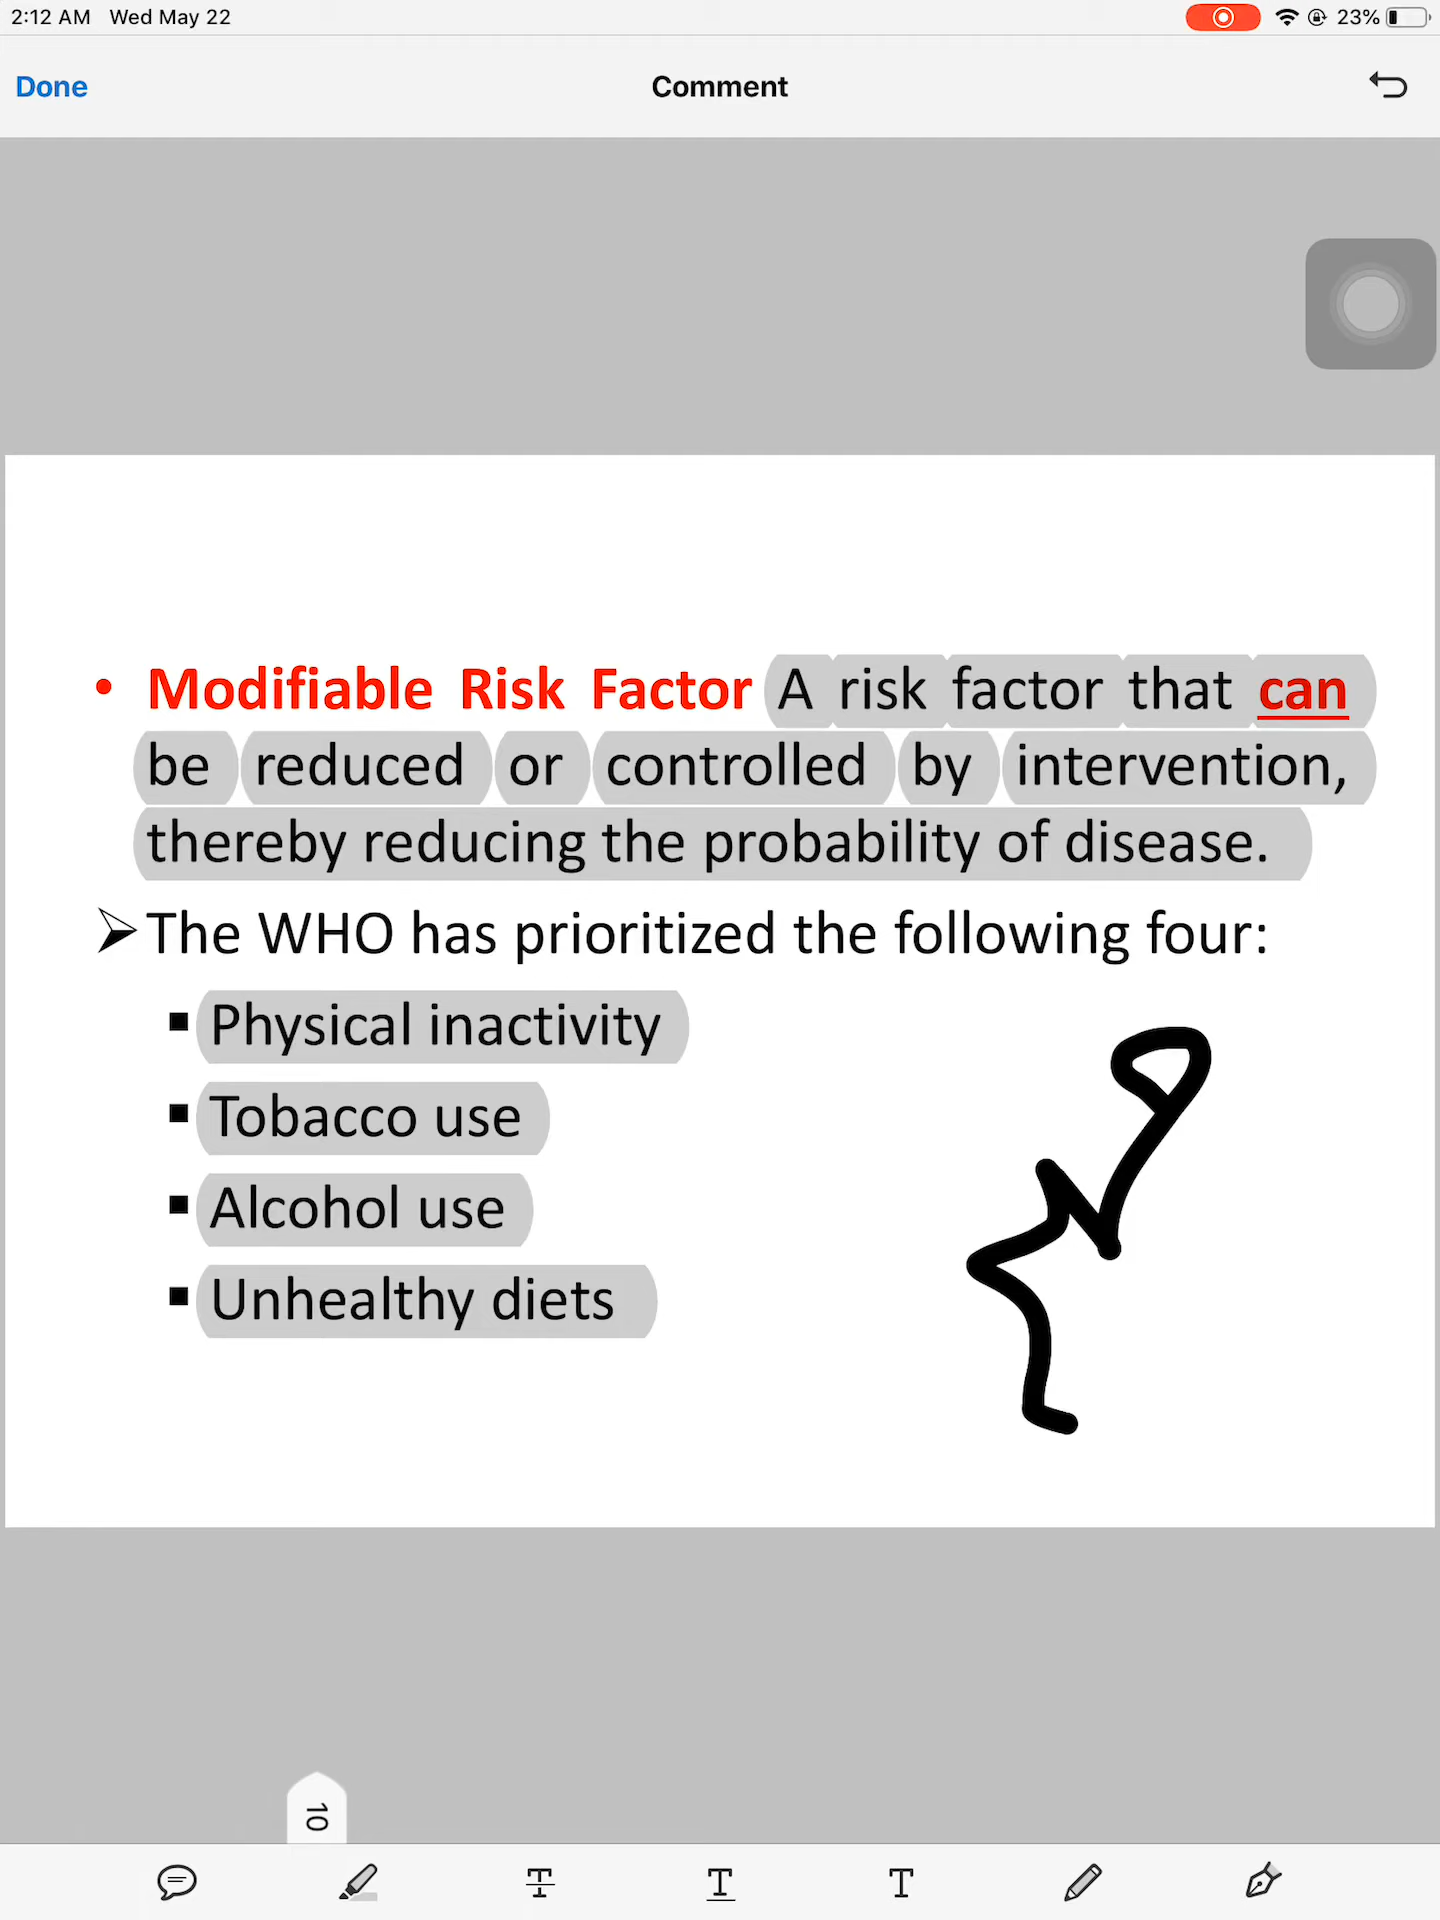 2:12 AM Wed May 22 23%
Done Comment
• Modifiable Risk Factor A risk factor that can
be reduced or controlled by intervention,
thereby reducing the probability of disease.
➢ The WHO has prioritized the following four:
▪ Physical inactivity
▪ Tobacco use
▪ Alcohol use
▪ Unhealthy diets
10